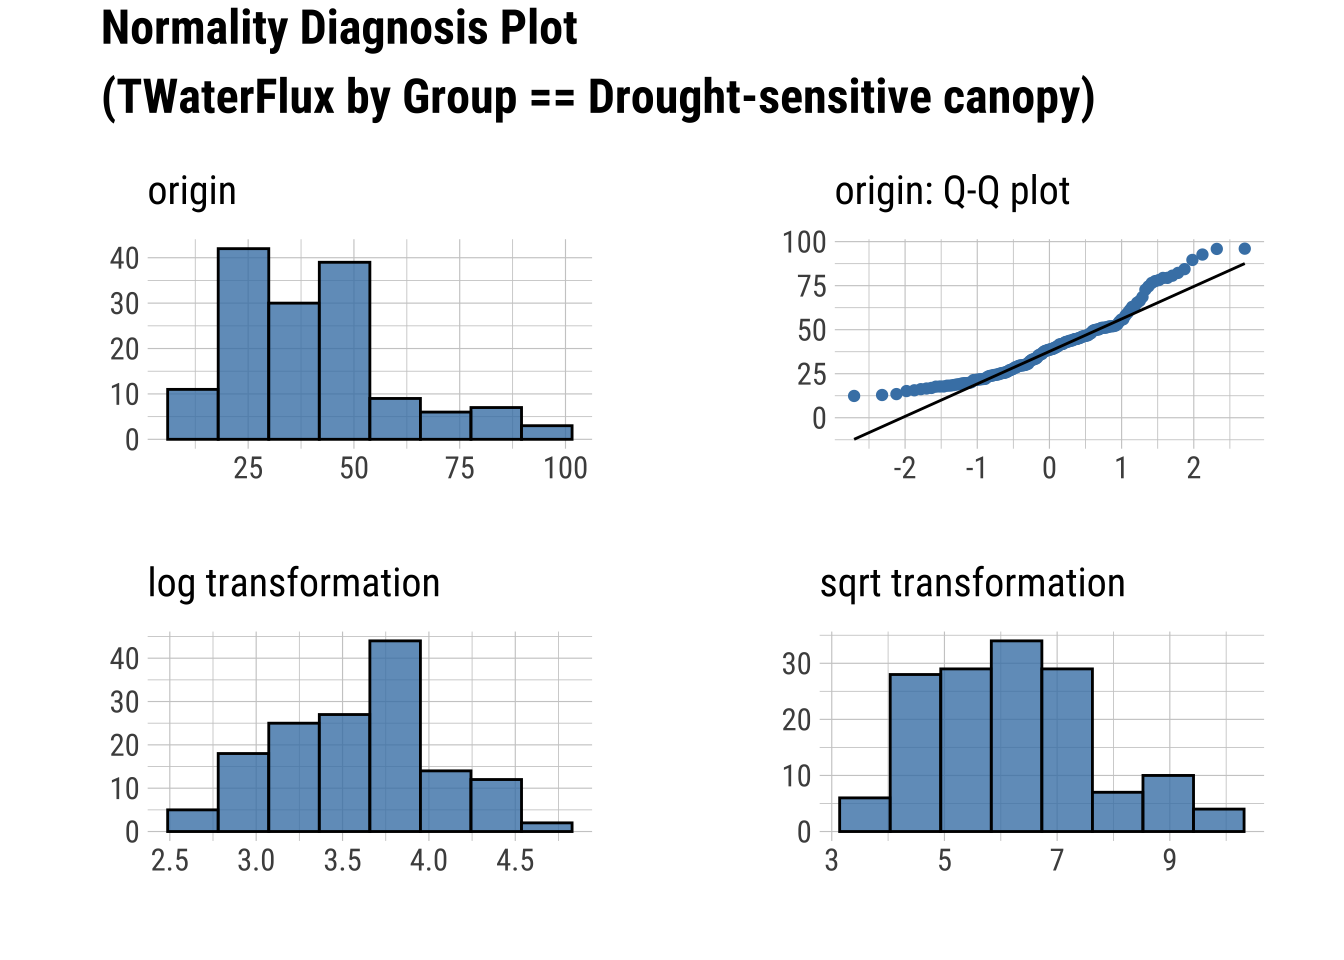 Normality Diagnosis Plot
(TWaterFlux by Group == Drought-sensitive canopy)
origin
40
30
20
10
0
25 50 75 100
origin: Q-Q plot
100
75
50
25
0
-2 -1 0 1 2
log transformation
40
30
20
10
0
2.5 3.0 3.5 4.0 4.5
sqrt transformation
30
20
10
0
3 5 7 9